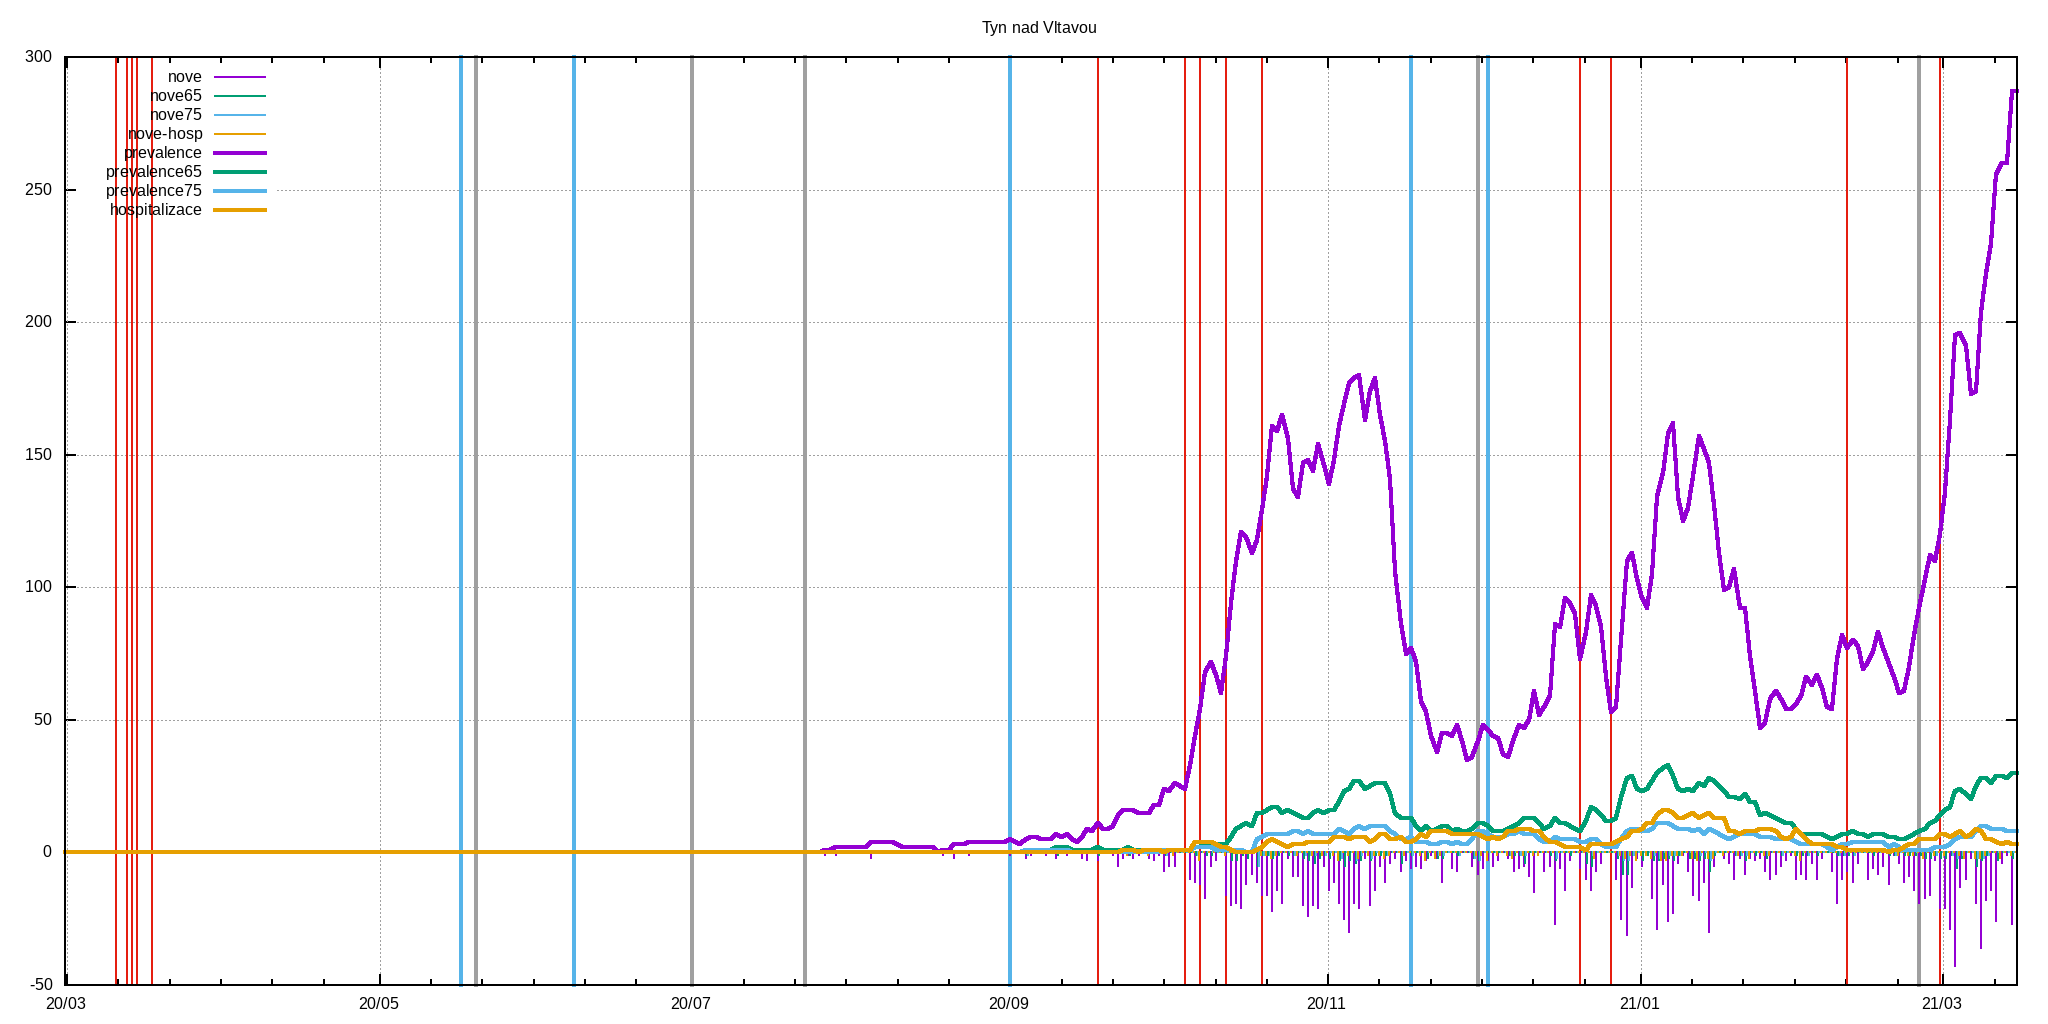 Tyn nad Vltavou
300
250
200
150
100
50
0
-50
nove
nove65
nove75
nove-hosp
prevalence
prevalence65
prevalence75
hospitalizace
20/03
20/05
20/07
20/09
20/11
21/01
21/03